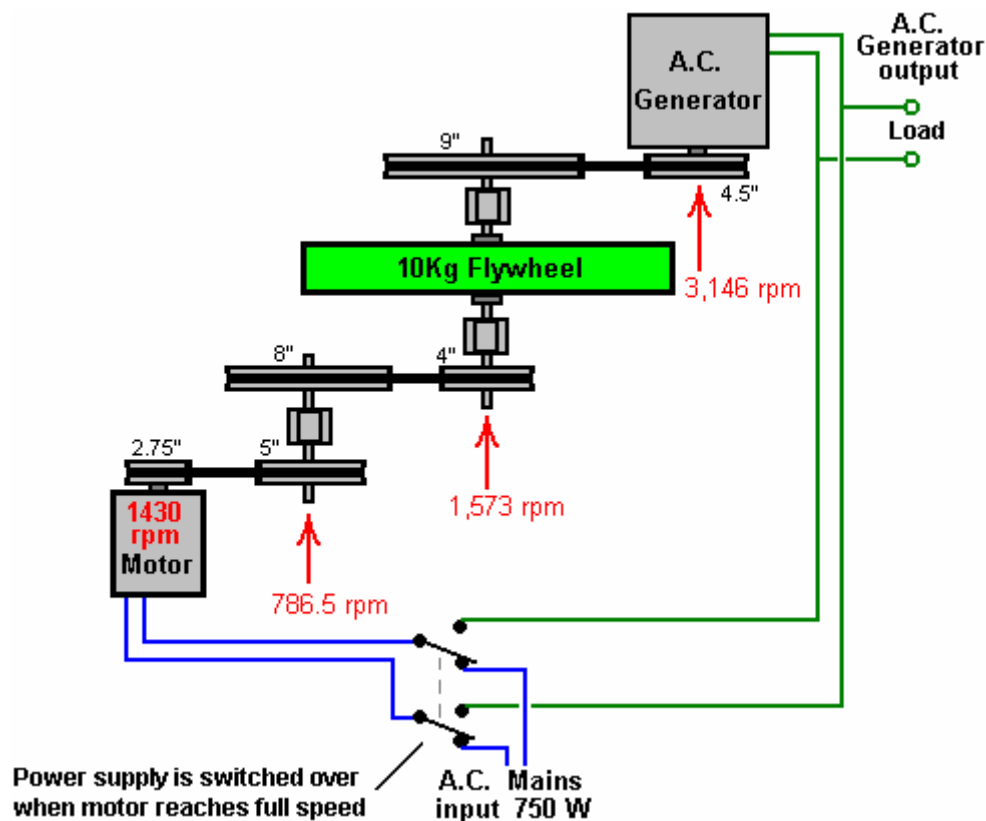 A.C.
Generator
output
A.C.
Generator
Load
9"
4.5"
10Kg Flywheel
3,146 rpm
8"
4"
2.75"
5"
1,573 rpm
1430
rpm
Motor
786.5 rpm
Power supply is switched over
when motor reaches full speed
A.C. Mains
input 750 W